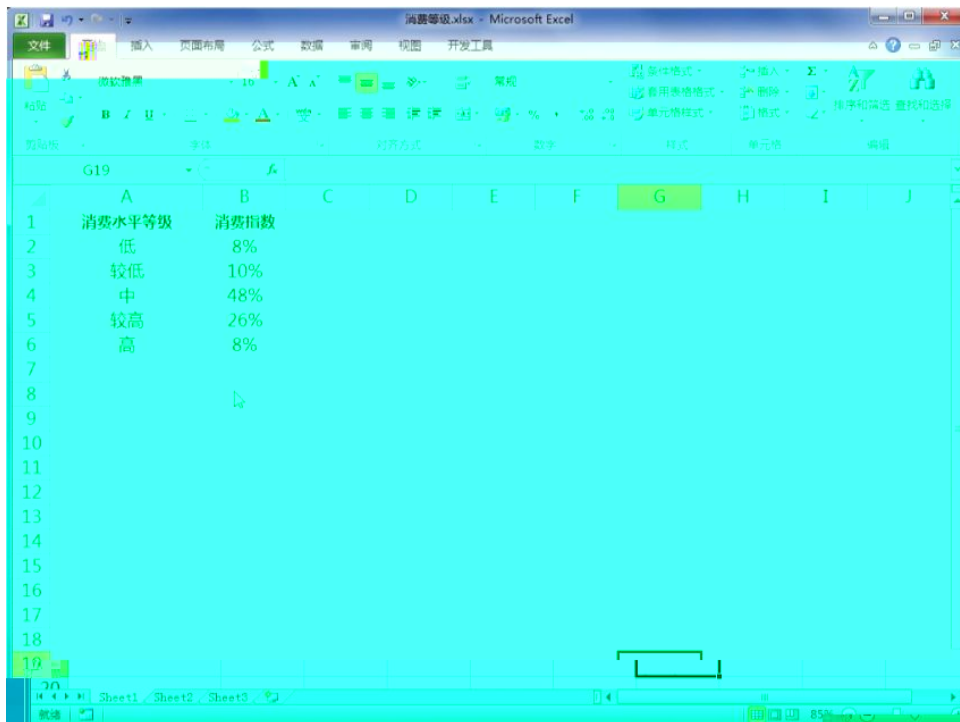 消费等级.xlsx - Microsoft Excel
文件 开始 插入 页面布局 公式 数据 审阅 视图 开发工具
微软雅黑 16 A A 常规 条件格式 插入 Σ
粘贴 套用表格格式 删除 排序和筛选 查找和选择
B I U A % 单元格样式 格式
剪贴板 字体 对齐方式 数字 样式 单元格 编辑
G19 fx
A B C D E F G H I J
1 消费水平等级 消费指数
2 低 8%
3 较低 10%
4 中 48%
5 较高 26%
6 高 8%
7
8
9
10
11
12
13
14
15
16
17
18
19
20
Sheet1 Sheet2 Sheet3
就绪 85%